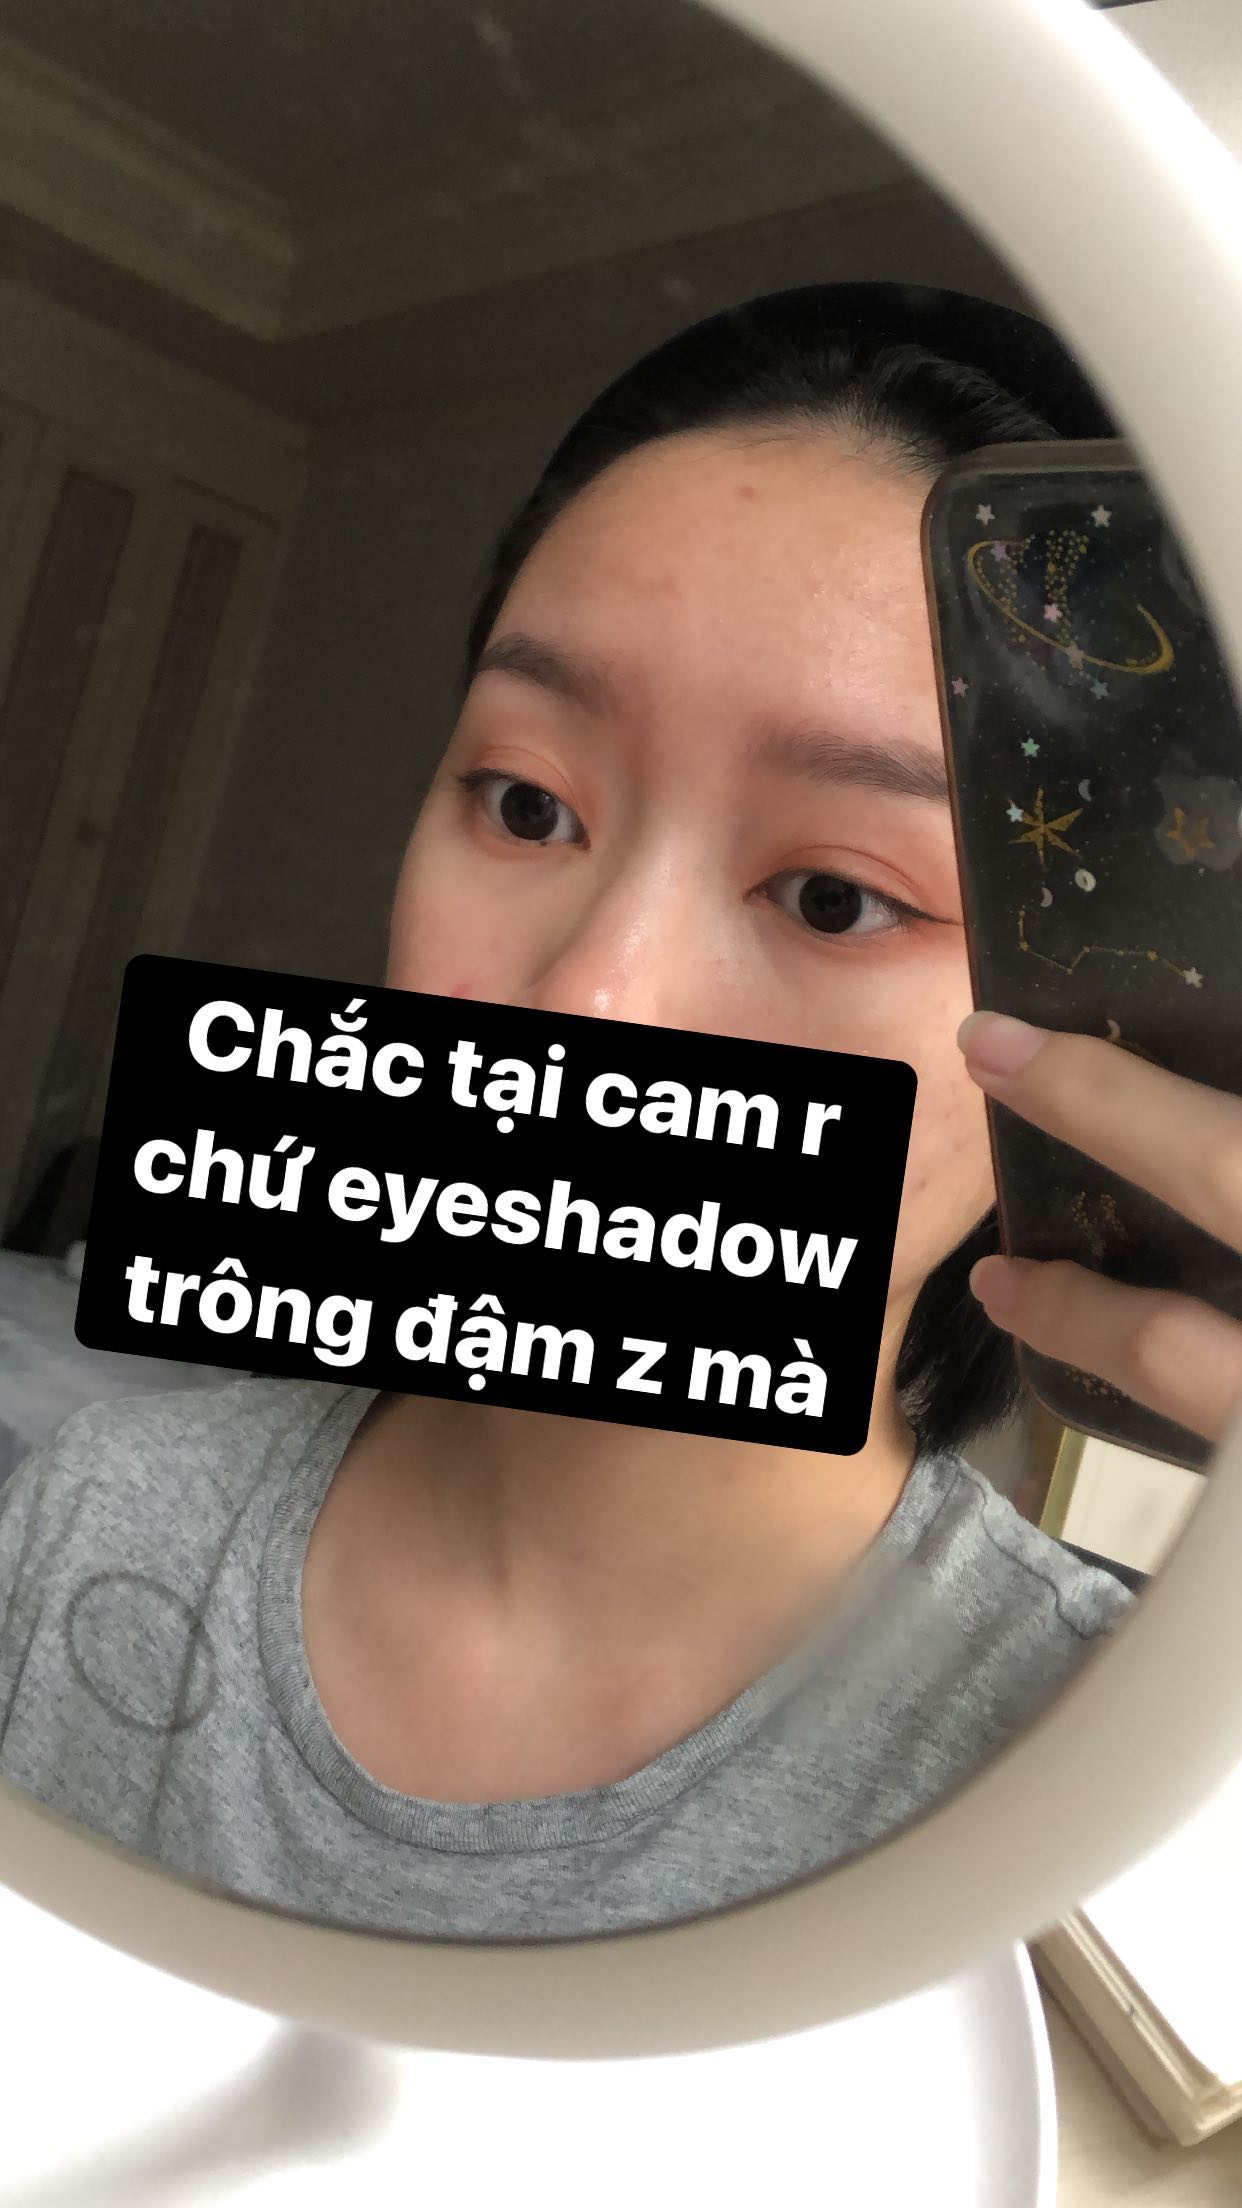 Chắc tại cam r
chứ eyeshadow
trông đậm z mà